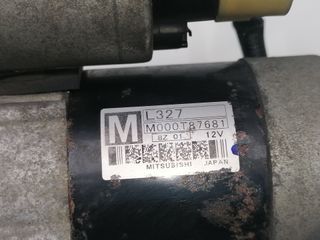 M L327
M000T87681
8Z 01 12V
MITSUBISHI JAPAN